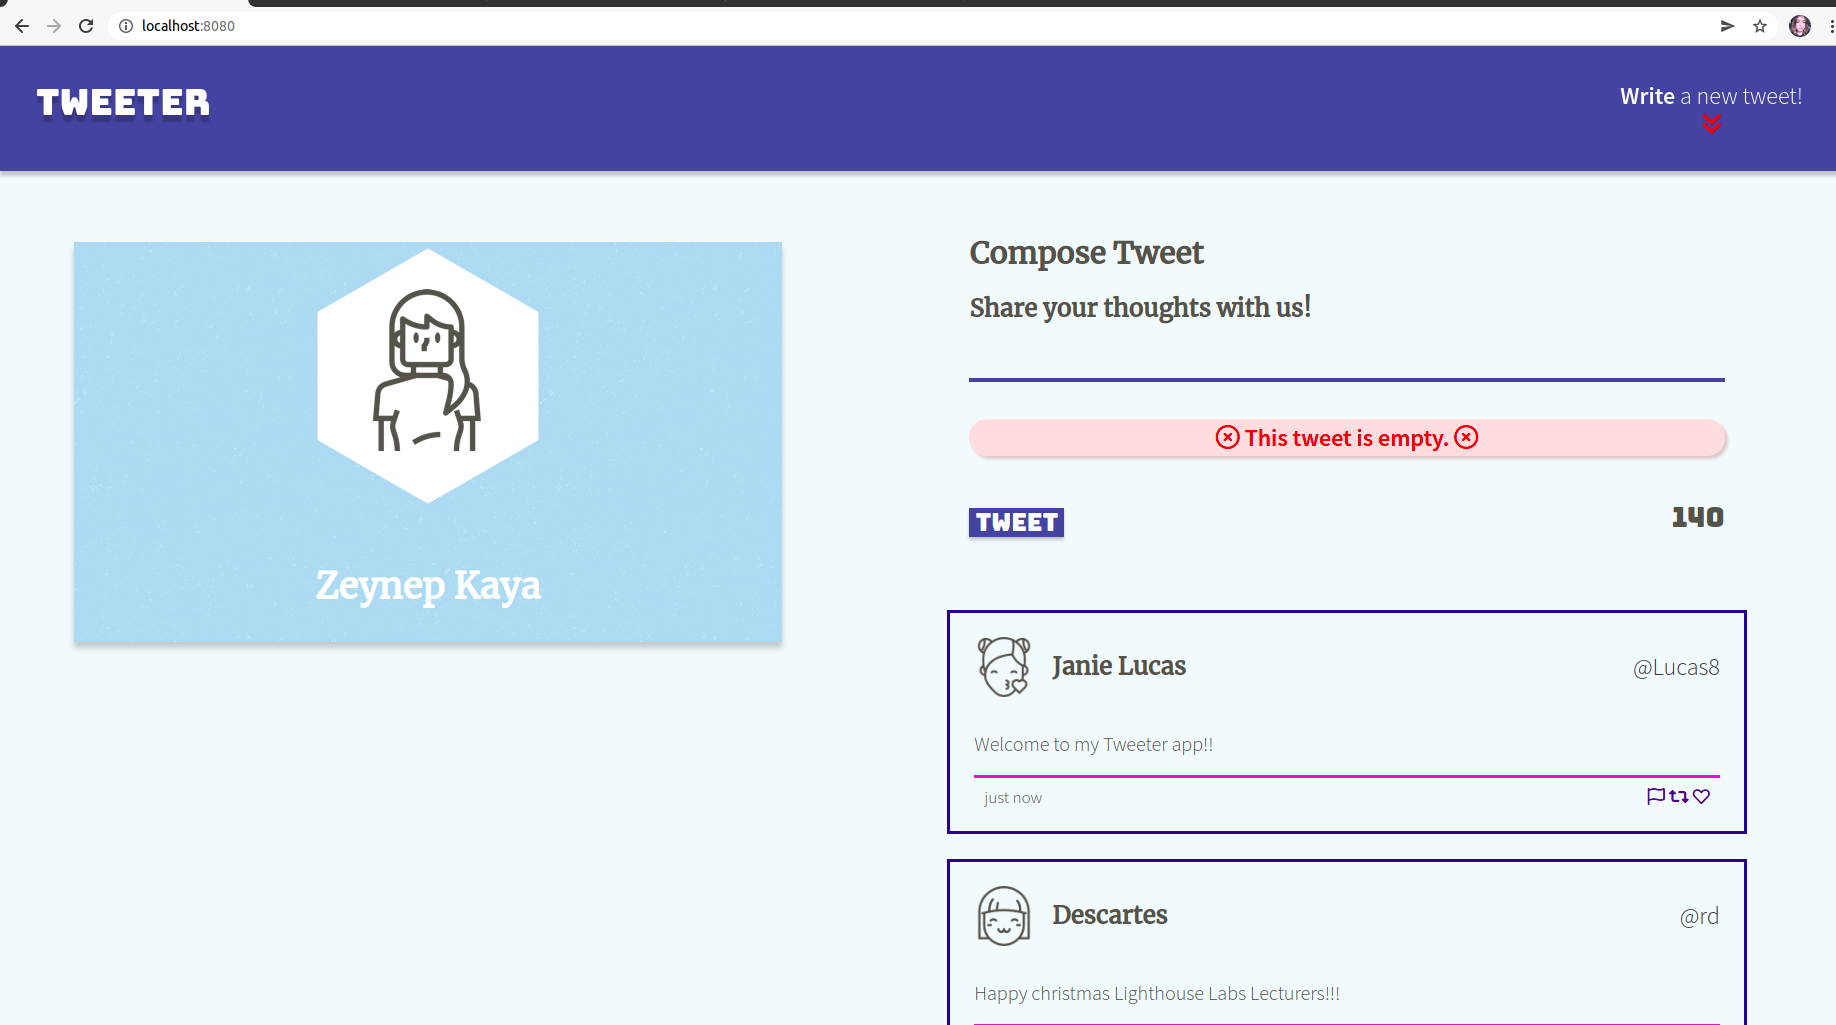 localhost:8080
TWEETER
Write a new tweet!
Zeynep Kaya
Compose Tweet
Share your thoughts with us!
This tweet is empty.
TWEET
140
Janie Lucas
@Lucas8
Welcome to my Tweeter app!!
just now
Descartes
@rd
Happy christmas Lighthouse Labs Lecturers!!!